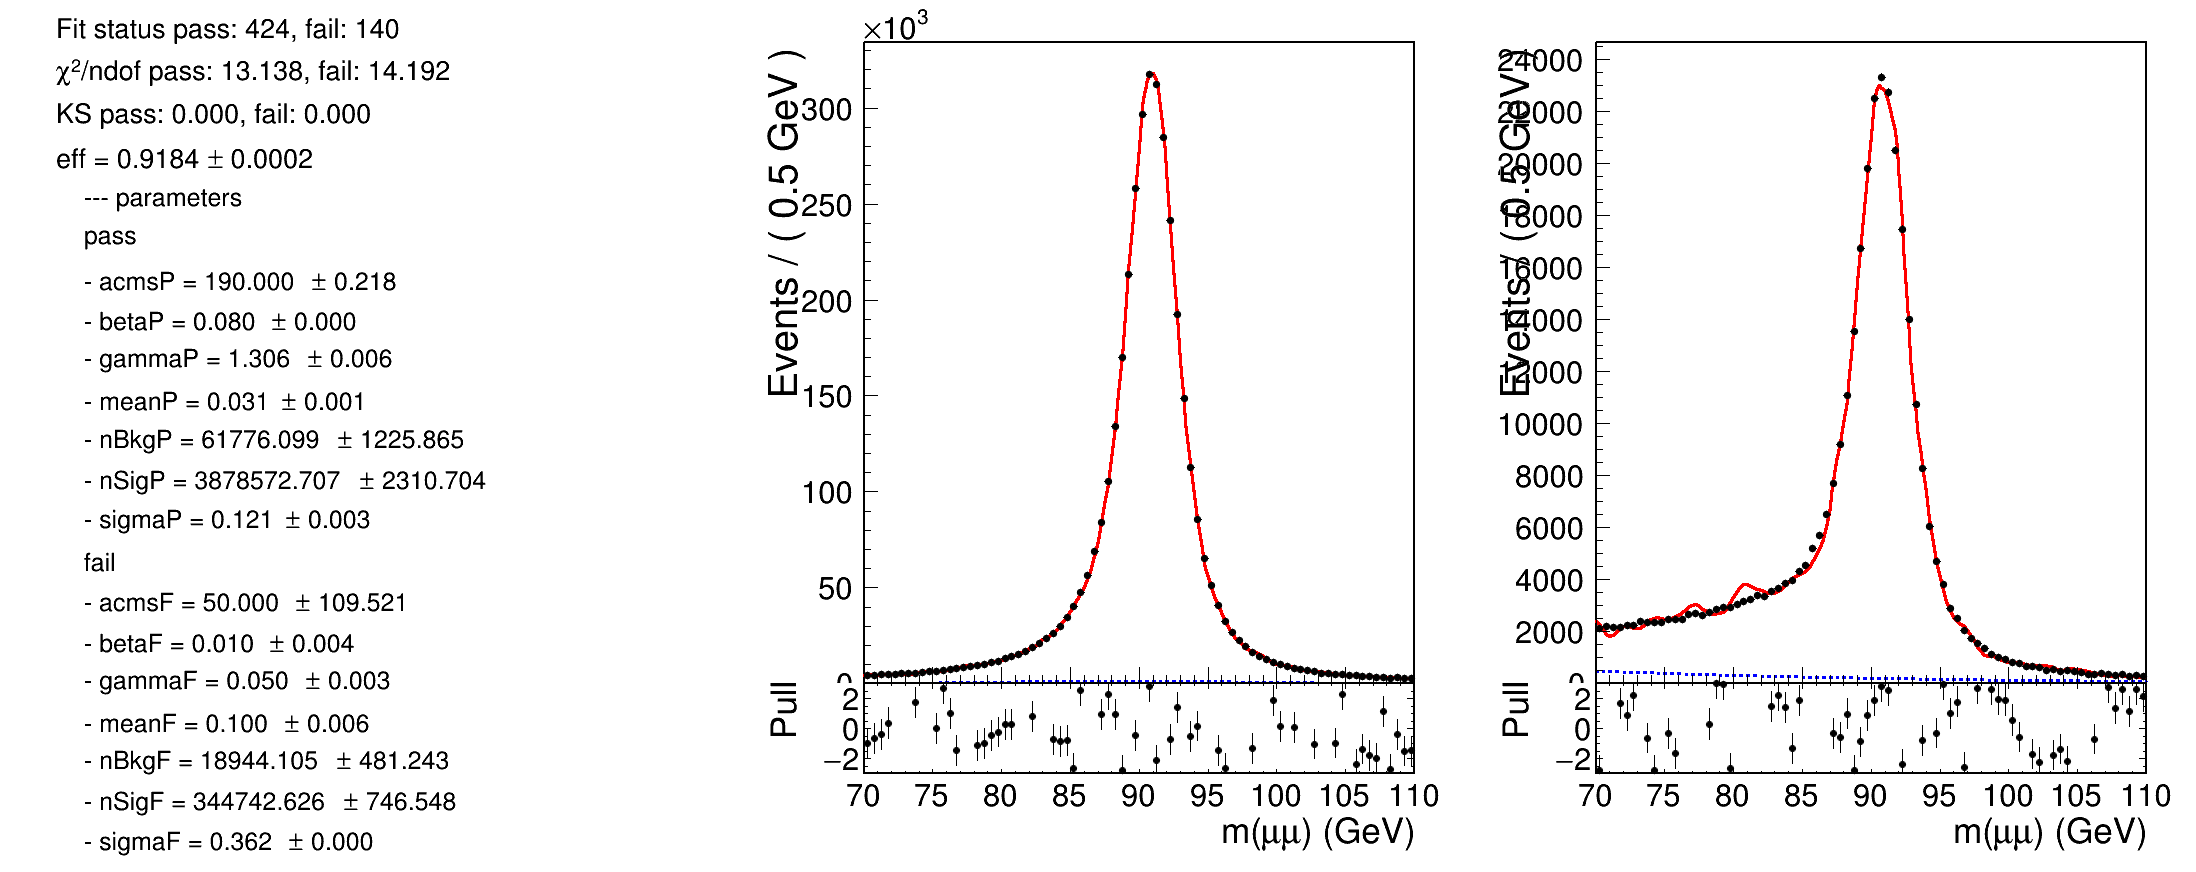 Fit status pass: 424, fail: 140
χ²/ndof pass: 13.138, fail: 14.192
KS pass: 0.000, fail: 0.000
eff = 0.9184 ± 0.0002
--- parameters
pass
- acmsP = 190.000 ± 0.218
- betaP = 0.080 ± 0.000
- gammaP = 1.306 ± 0.006
- meanP = 0.031 ± 0.001
- nBkgP = 61776.099 ± 1225.865
- nSigP = 3878572.707 ± 2310.704
- sigmaP = 0.121 ± 0.003
fail
- acmsF = 50.000 ± 109.521
- betaF = 0.010 ± 0.004
- gammaF = 0.050 ± 0.003
- meanF = 0.100 ± 0.006
- nBkgF = 18944.105 ± 481.243
- nSigF = 344742.626 ± 746.548
- sigmaF = 0.362 ± 0.000
×10³
Events / ( 0.5 GeV )
300
250
200
150
100
50
0
Pull
2
0
−2
70 75 80 85 90 95 100 105 110
m(μμ) (GeV)
Events / ( 0.5 GeV )
24000
22000
20000
18000
16000
14000
12000
10000
8000
6000
4000
2000
0
Pull
2
0
−2
70 75 80 85 90 95 100 105 110
m(μμ) (GeV)